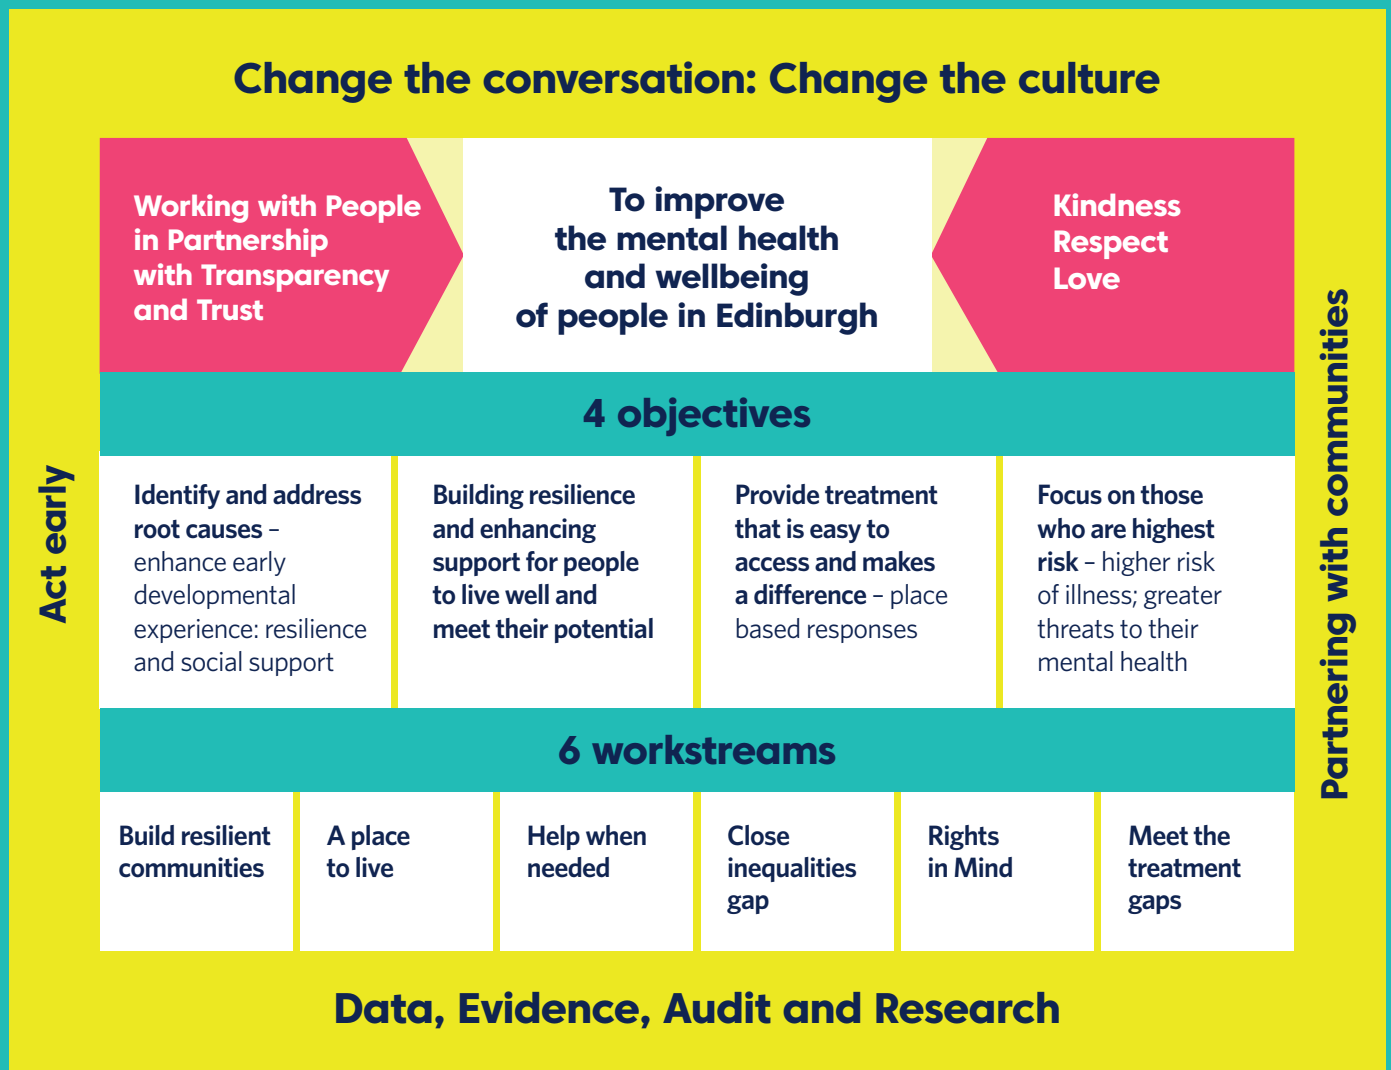 Change the conversation: Change the culture
Working with People
in Partnership
with Transparency
and Trust
To improve
the mental health
and wellbeing
of people in Edinburgh
Kindness
Respect
Love
Act early
Partnering with communities
4 objectives
Identify and address
root causes –
enhance early
developmental
experience: resilience
and social support
Building resilience
and enhancing
support for people
to live well and
meet their potential
Provide treatment
that is easy to
access and makes
a difference – place
based responses
Focus on those
who are highest
risk – higher risk
of illness; greater
threats to their
mental health
6 workstreams
Build resilient
communities
A place
to live
Help when
needed
Close
inequalities
gap
Rights
in Mind
Meet the
treatment
gaps
Data, Evidence, Audit and Research